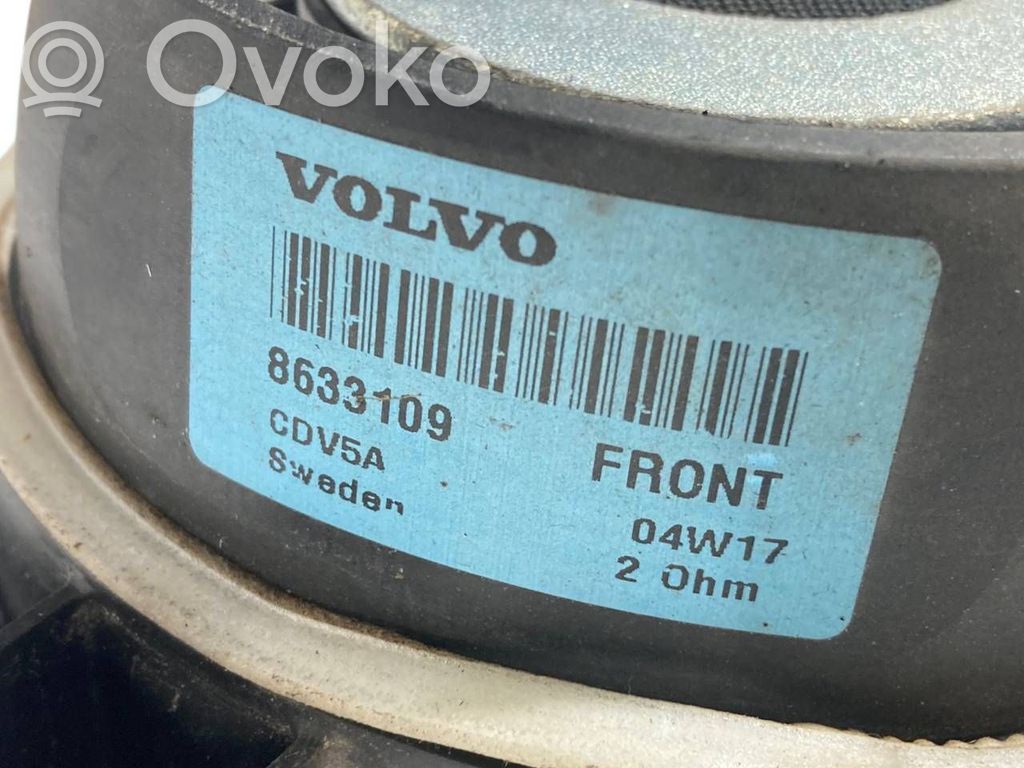 Ovoko
VOLVO
8633109
CDV5A
Sweden
FRONT
04W17
2 Ohm